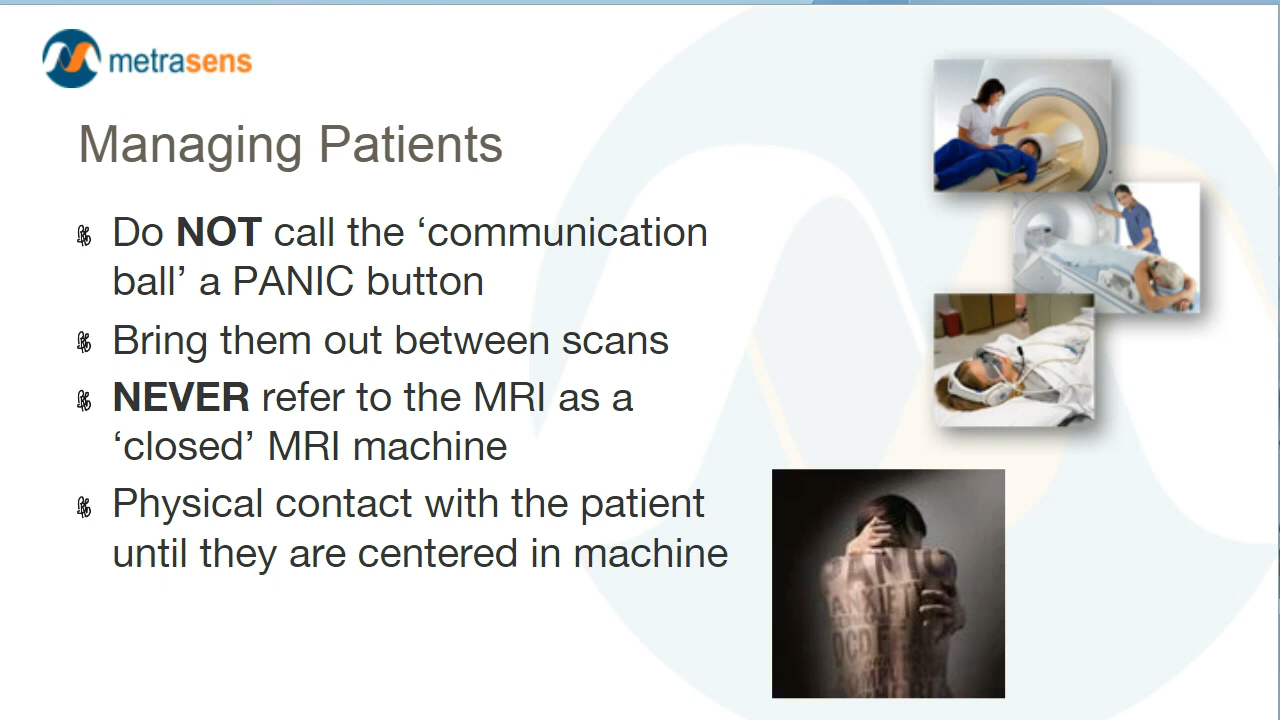 metrasens
Managing Patients
Do NOT call the ‘communication
ball’ a PANIC button
Bring them out between scans
NEVER refer to the MRI as a
‘closed’ MRI machine
Physical contact with the patient
until they are centered in machine
OCD